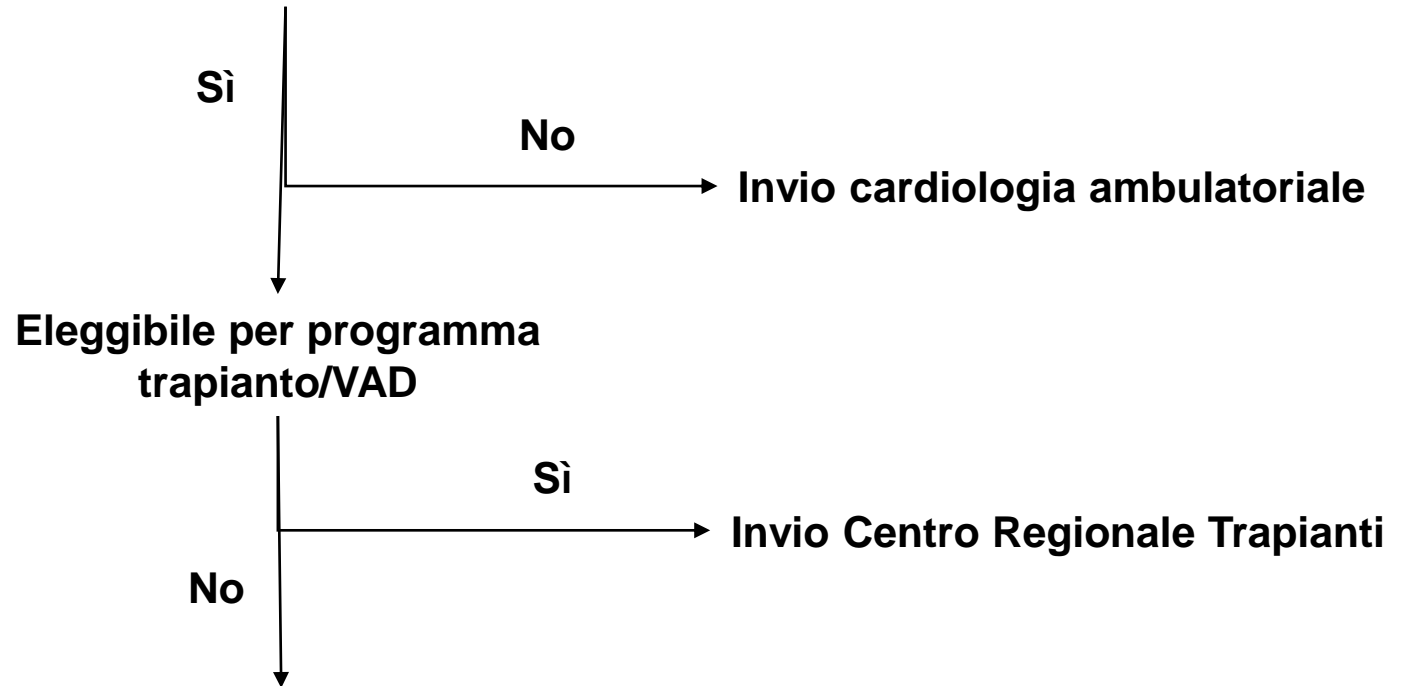 Sì
No
Invio cardiologia ambulatoriale
Eleggibile per programma
trapianto/VAD
Sì
Invio Centro Regionale Trapianti
No